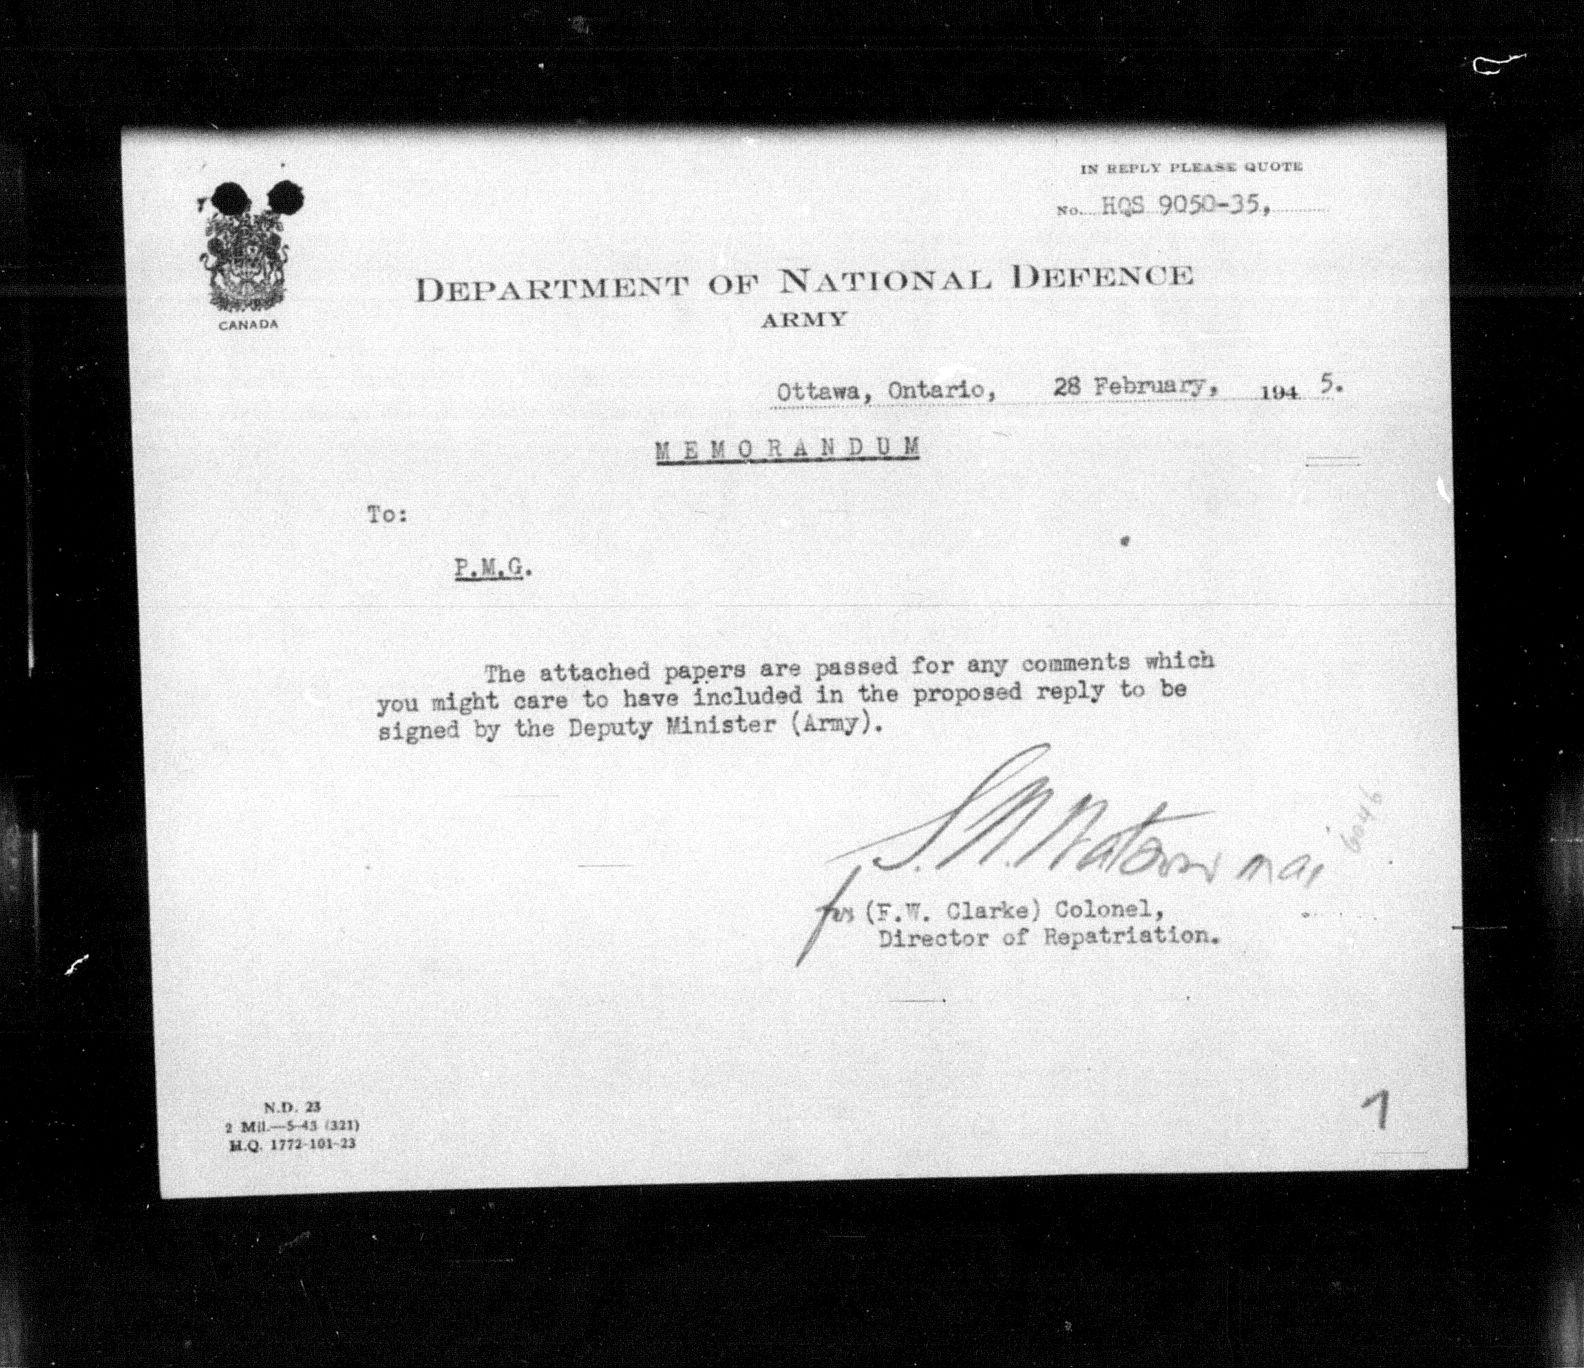 IN REPLY PLEASE QUOTE
No. HQS 9050-35,
CANADA
DEPARTMENT OF NATIONAL DEFENCE
ARMY
Ottawa, Ontario, 28 February, 1945.
MEMORANDUM
To:
P.M.G.
The attached papers are passed for any comments which
you might care to have included in the proposed reply to be
signed by the Deputy Minister (Army).
6046
for (F.W. Clarke) Colonel,
Director of Repatriation.
N.D. 23
2 Mil.—5-43 (321)
H.Q. 1772-101-23
1